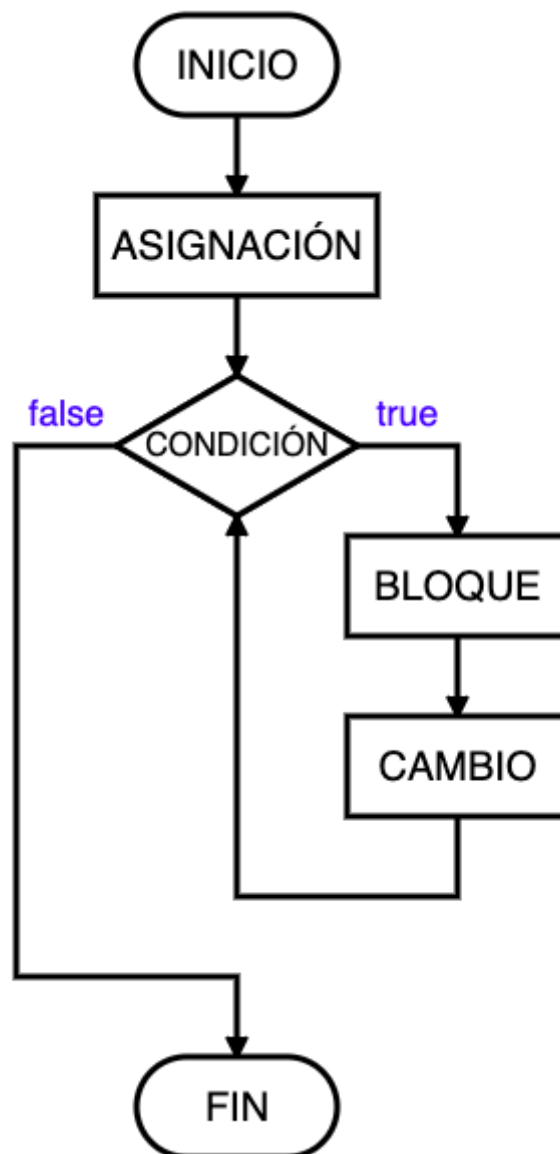 INICIO
ASIGNACIÓN
false
CONDICIÓN
true
BLOQUE
CAMBIO
FIN